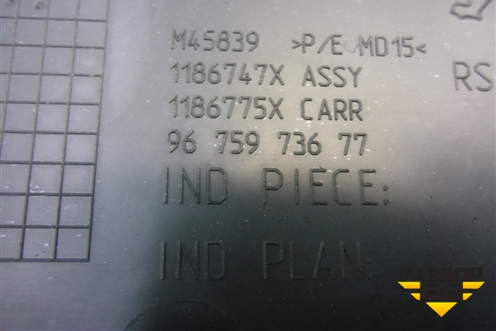 M45839 >P/E MD15<
1186747X ASSY
RS
1186775X CARR
96 759 736 77
IND PIECE:
IND PLAN